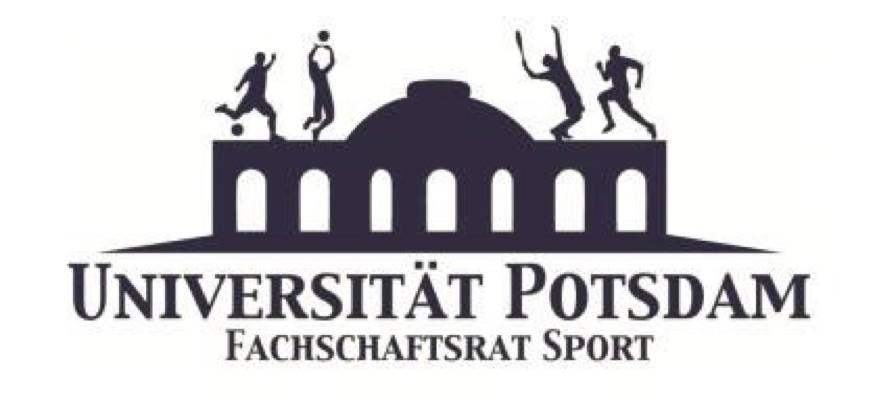 UNIVERSITÄT POTSDAM
FACHSCHAFTSRAT SPORT